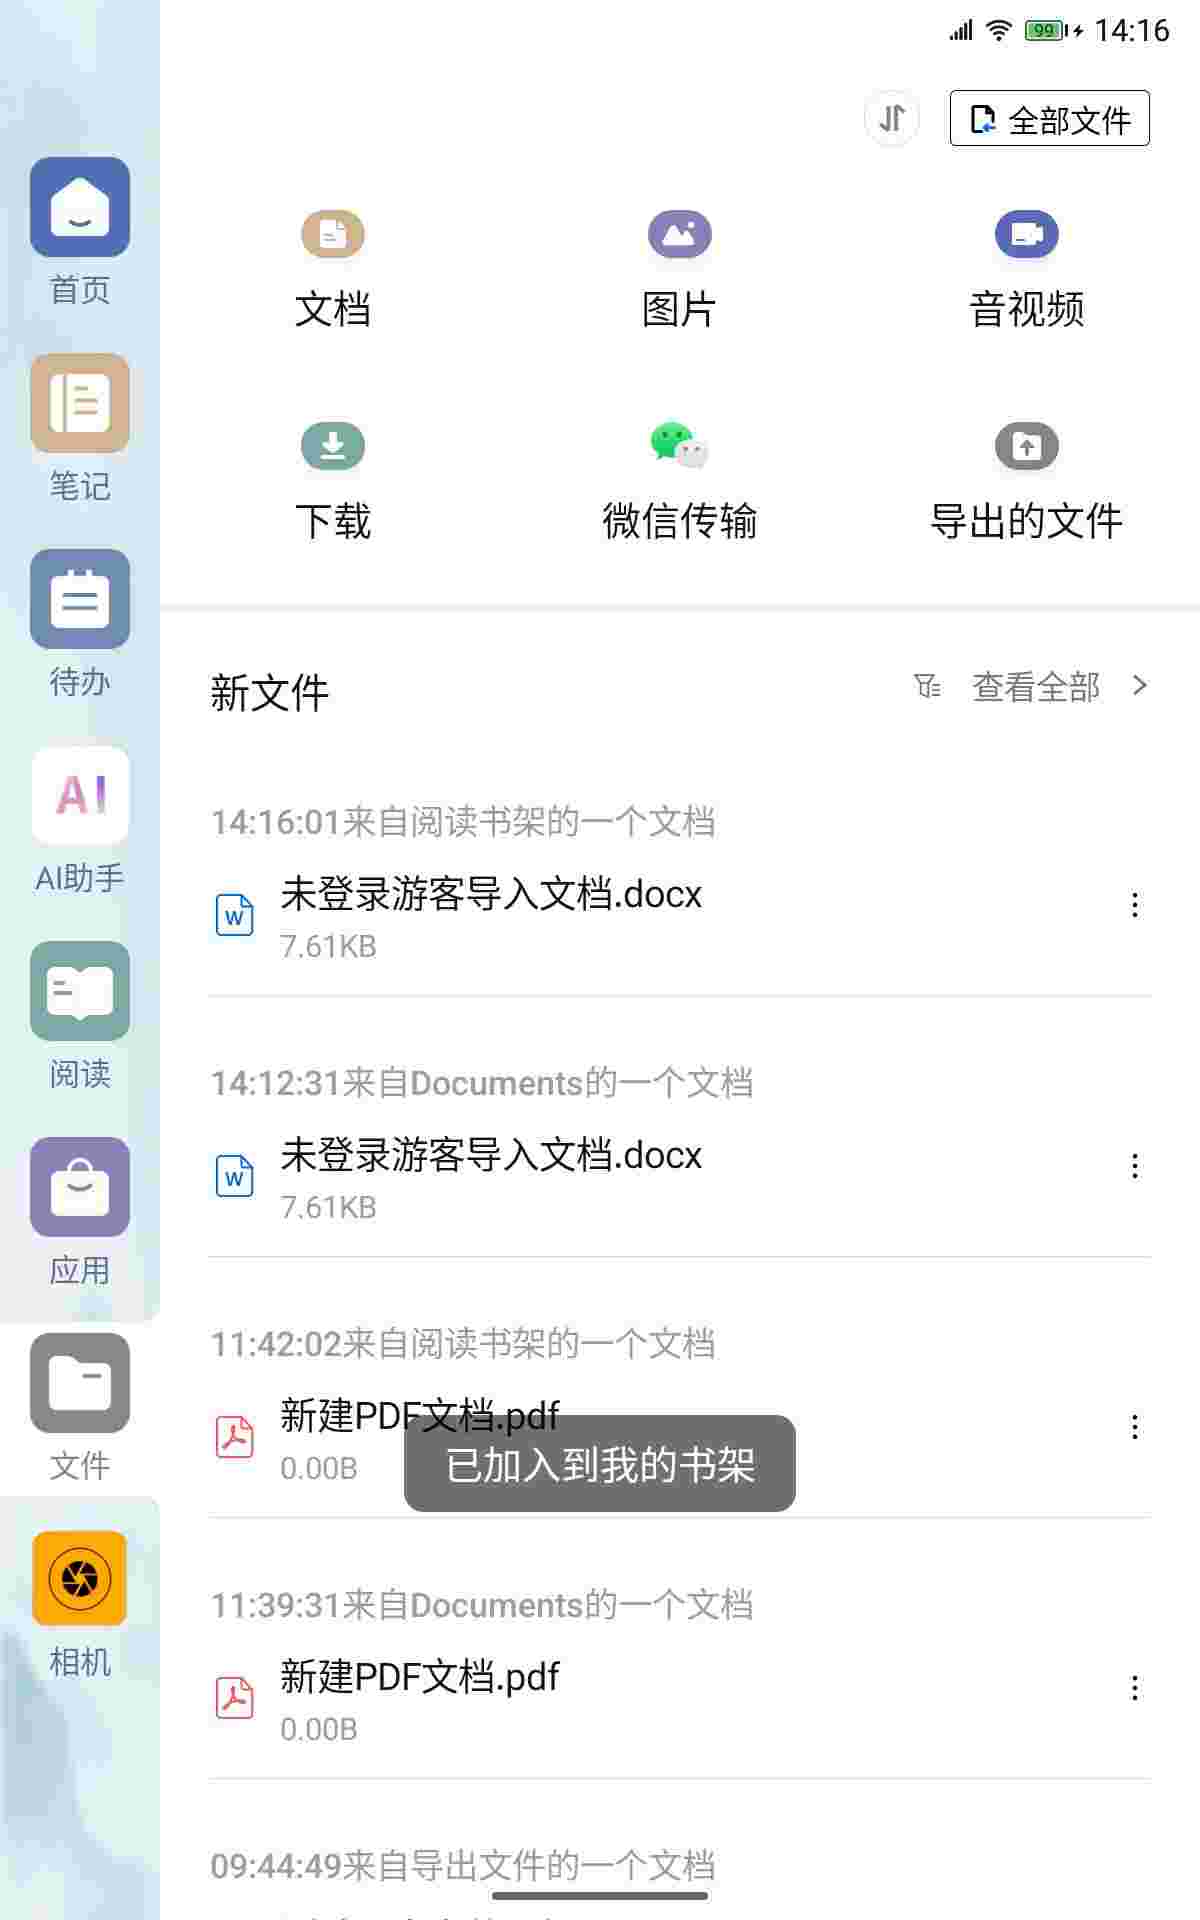 99 14:16
全部文件
首页
笔记
待办
AI
AI助手
阅读
应用
文件
相机
文档
图片
音视频
下载
微信传输
导出的文件
新文件
查看全部
14:16:01来自阅读书架的一个文档
W
未登录游客导入文档.docx
7.61KB
14:12:31来自Documents的一个文档
W
未登录游客导入文档.docx
7.61KB
11:42:02来自阅读书架的一个文档
新建PDF文档.pdf
0.00B
已加入到我的书架
11:39:31来自Documents的一个文档
新建PDF文档.pdf
0.00B
09:44:49来自导出文件的一个文档